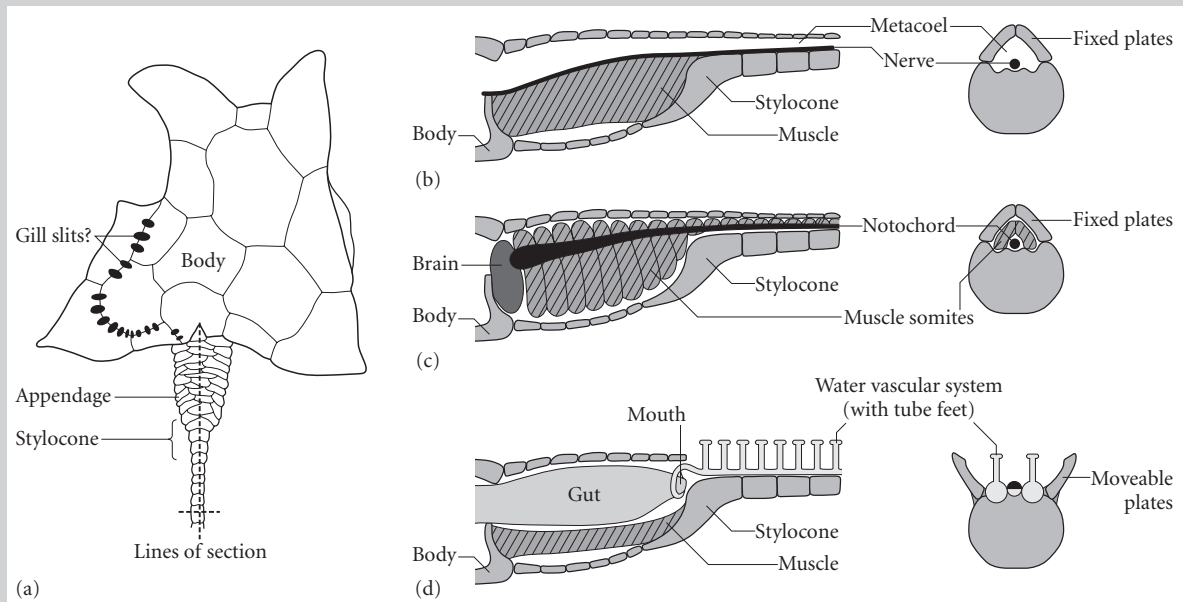 Gill slits?
Body
Appendage
Stylocone
Lines of section
(a)
Metacoel
Fixed plates
Nerve
Stylocone
Muscle
Body
(b)
Notochord
Fixed plates
Brain
Stylocone
Body
Muscle somites
(c)
Water vascular system
(with tube feet)
Mouth
Gut
Moveable
plates
Stylocone
Body
Muscle
(d)